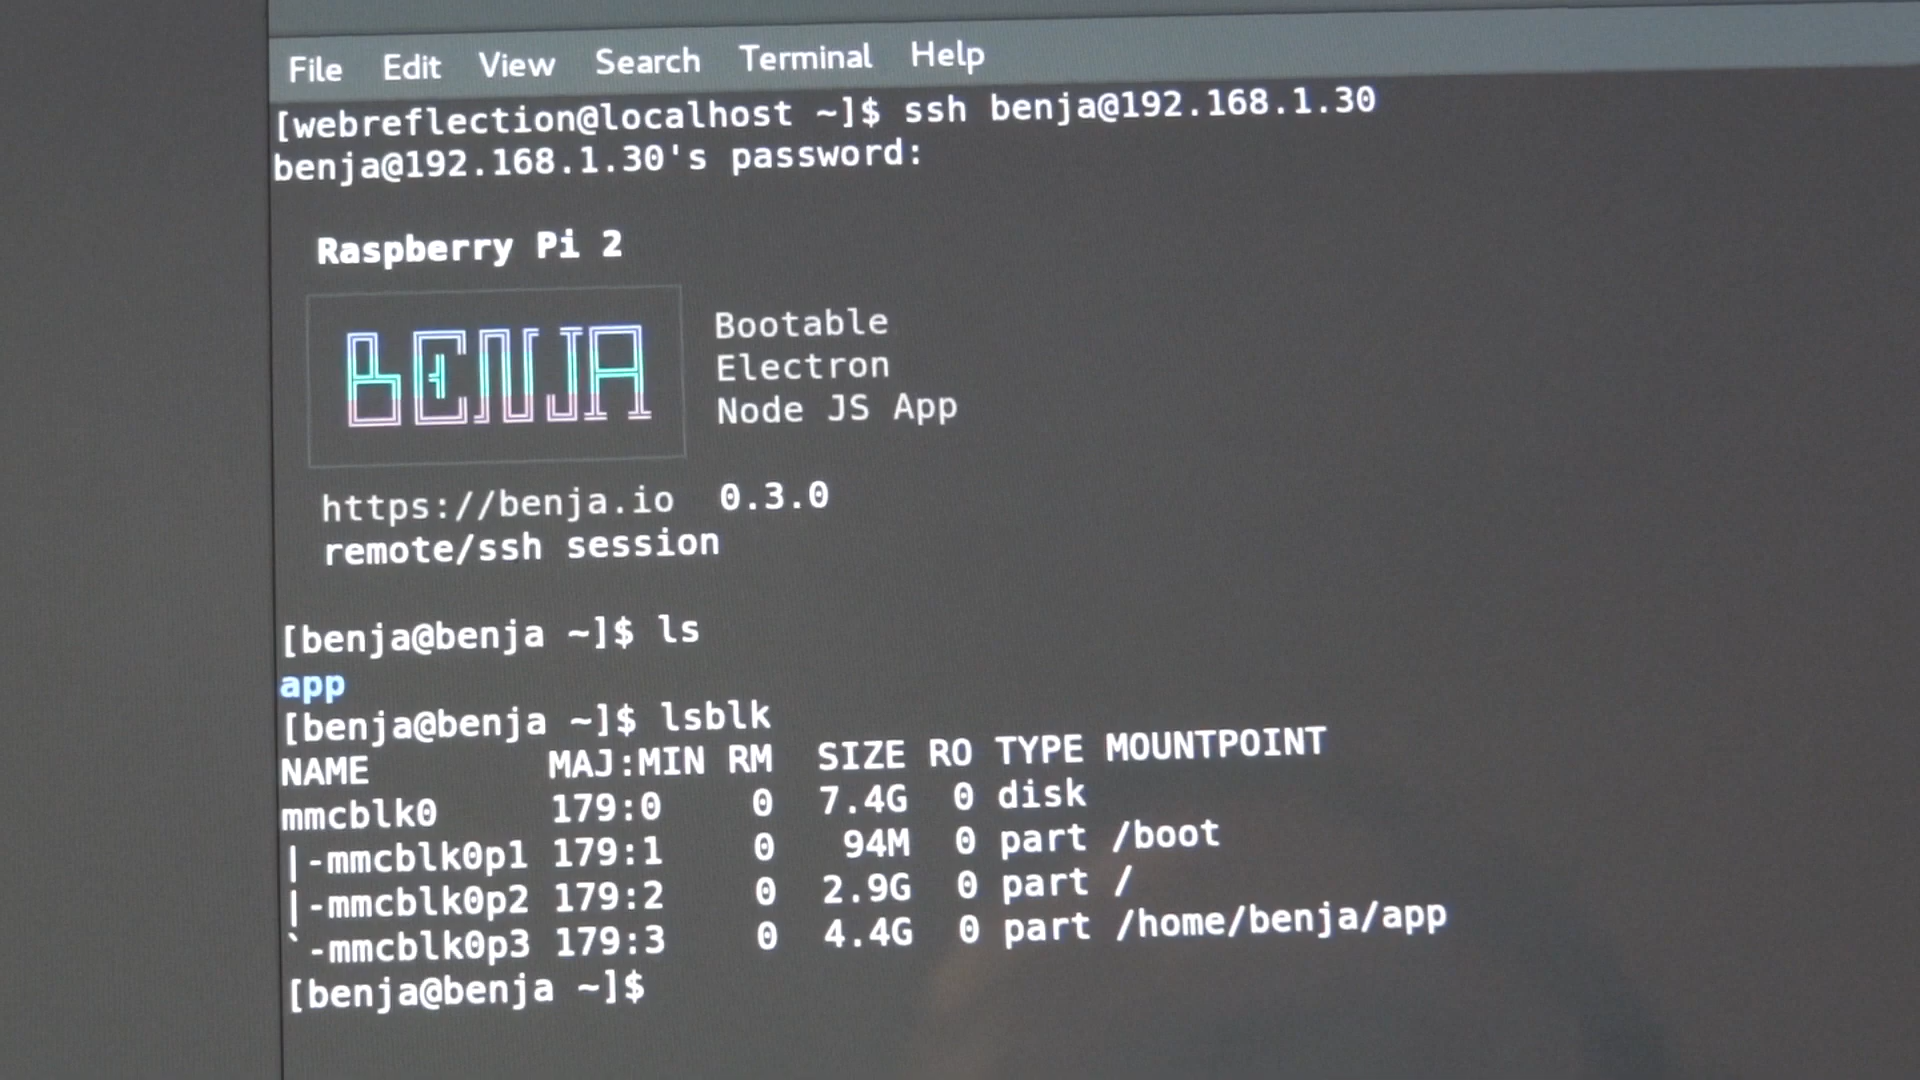 File Edit View Search Terminal Help
[webreflection@localhost ~]$ ssh benja@192.168.1.30
benja@192.168.1.30's password:
Raspberry Pi 2
BENJA
Bootable
Electron
Node JS App
https://benja.io 0.3.0
remote/ssh session
[benja@benja ~]$ ls
app
[benja@benja ~]$ lsblk
NAME        MAJ:MIN RM  SIZE RO TYPE MOUNTPOINT
mmcblk0     179:0    0  7.4G  0 disk
|-mmcblk0p1 179:1    0   94M  0 part /boot
|-mmcblk0p2 179:2    0  2.9G  0 part /
`-mmcblk0p3 179:3    0  4.4G  0 part /home/benja/app
[benja@benja ~]$